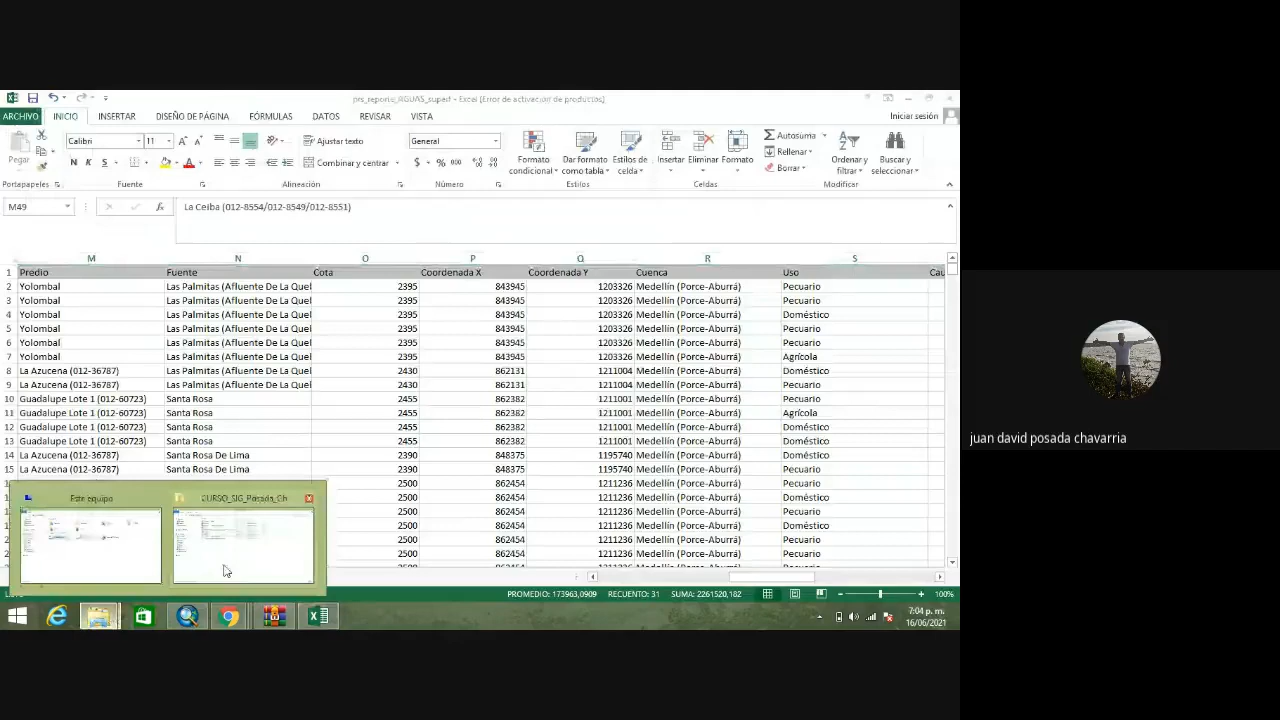 prs_reporte_AGUAS_superf - Excel (Error de activación de productos)
ARCHIVO INICIO INSERTAR DISEÑO DE PÁGINA FÓRMULAS DATOS REVISAR VISTA Iniciar sesión
Pegar Calibri 11 Ajustar texto General Autosuma
N K S Combinar y centrar $ % 000 Formato condicional Dar formato como tabla Estilos de celda Insertar Eliminar Formato Rellenar Borrar Ordenar y filtrar Buscar y seleccionar
Portapapeles Fuente Alineación Número Estilos Celdas Modificar
M49 fx La Ceiba (012-8554/012-8549/012-8551)
M N O P Q R S
1 Predio Fuente Cota Coordenada X Coordenada Y Cuenca Uso Cau
2 Yolombal Las Palmitas (Afluente De La Quel 2395 843945 1203326 Medellín (Porce-Aburrá) Pecuario
3 Yolombal Las Palmitas (Afluente De La Quel 2395 843945 1203326 Medellín (Porce-Aburrá) Pecuario
4 Yolombal Las Palmitas (Afluente De La Quel 2395 843945 1203326 Medellín (Porce-Aburrá) Doméstico
5 Yolombal Las Palmitas (Afluente De La Quel 2395 843945 1203326 Medellín (Porce-Aburrá) Pecuario
6 Yolombal Las Palmitas (Afluente De La Quel 2395 843945 1203326 Medellín (Porce-Aburrá) Pecuario
7 Yolombal Las Palmitas (Afluente De La Quel 2395 843945 1203326 Medellín (Porce-Aburrá) Agrícola
8 La Azucena (012-36787) Las Palmitas (Afluente De La Quel 2430 862131 1211004 Medellín (Porce-Aburrá) Doméstico
9 La Azucena (012-36787) Las Palmitas (Afluente De La Quel 2430 862131 1211004 Medellín (Porce-Aburrá) Pecuario
10 Guadalupe Lote 1 (012-60723) Santa Rosa 2455 862382 1211001 Medellín (Porce-Aburrá) Pecuario
11 Guadalupe Lote 1 (012-60723) Santa Rosa 2455 862382 1211001 Medellín (Porce-Aburrá) Agrícola
12 Guadalupe Lote 1 (012-60723) Santa Rosa 2455 862382 1211001 Medellín (Porce-Aburrá) Doméstico
13 Guadalupe Lote 1 (012-60723) Santa Rosa 2455 862382 1211001 Medellín (Porce-Aburrá) Doméstico
14 La Azucena (012-36787) Santa Rosa De Lima 2390 848375 1195740 Medellín (Porce-Aburrá) Doméstico
15 La Azucena (012-36787) Santa Rosa De Lima 2390 848375 1195740 Medellín (Porce-Aburrá) Pecuario
2500 862454 1211236 Medellín (Porce-Aburrá) Doméstico
2500 862454 1211236 Medellín (Porce-Aburrá) Doméstico
2500 862454 1211236 Medellín (Porce-Aburrá) Pecuario
2500 862454 1211236 Medellín (Porce-Aburrá) Doméstico
2500 862454 1211236 Medellín (Porce-Aburrá) Pecuario
2500 862454 1211236 Medellín (Porce-Aburrá) Pecuario
Este equipo CURSO_SIG_Posada_Ch
PROMEDIO: 173963,0909 RECUENTO: 31 SUMA: 2261520,182 100%
7:04 p. m.
16/06/2021
juan david posada chavarria